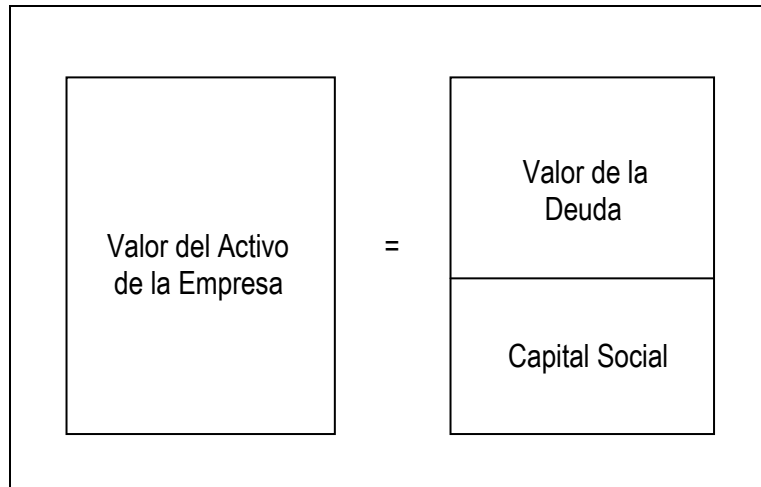 Valor del Activo
de la Empresa
=
Valor de la
Deuda
Capital Social